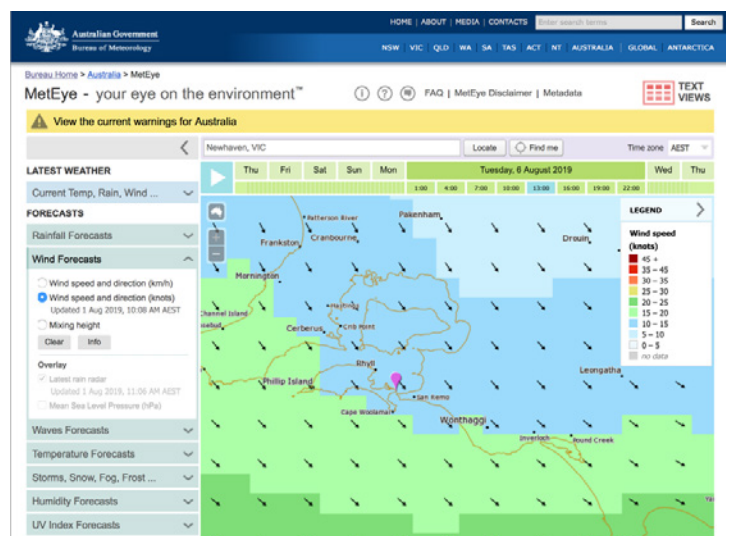 HOME | ABOUT | MEDIA | CONTACTS
Enter search terms
Search
Australian Government
Bureau of Meteorology
NSW VIC QLD WA SA TAS ACT NT AUSTRALIA GLOBAL ANTARCTICA
Bureau Home > Australia > MetEye
MetEye - your eye on the environment™
FAQ | MetEye Disclaimer | Metadata
TEXT VIEWS
View the current warnings for Australia
Newhaven, VIC
Locate
Find me
Time zone AEST
LATEST WEATHER
Current Temp, Rain, Wind ...
FORECASTS
Rainfall Forecasts
Wind Forecasts
Wind speed and direction (km/h)
Wind speed and direction (knots)
Updated 1 Aug 2019, 10:08 AM AEST
Mixing height
Clear Info
Overlay
Latest rain radar
Updated 1 Aug 2019, 11:06 AM AEST
Mean Sea Level Pressure (hPa)
Waves Forecasts
Temperature Forecasts
Storms, Snow, Fog, Frost ...
Humidity Forecasts
UV Index Forecasts
Thu Fri Sat Sun Mon Tuesday, 6 August 2019 Wed Thu
1:00 4:00 7:00 10:00 13:00 16:00 19:00 22:00
Patterson River
Pakenham
Frankston
Cranbourne
Drouin
Mornington
Channel Island
Hastings
Cerberus
Crib Point
Rhyll
Leongatha
Phillip Island
San Remo
Cape Woolamai
Wonthaggi
Inverloch
Pound Creek
LEGEND
Wind speed
(knots)
45 +
35 - 45
30 - 35
25 - 30
20 - 25
15 - 20
10 - 15
5 - 10
0 - 5
no data